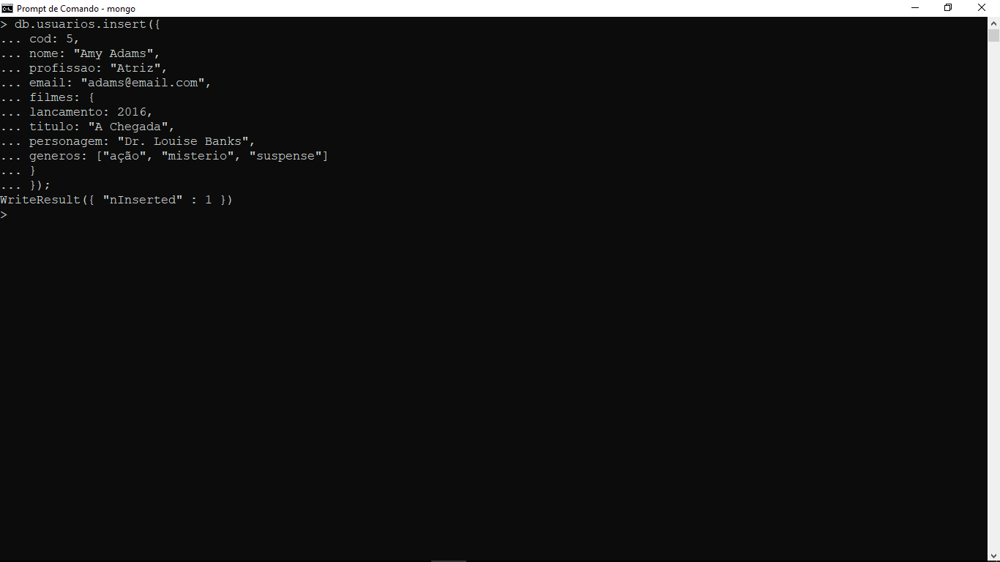 Prompt de Comando - mongo
> db.usuarios.insert({
... cod: 5,
... nome: "Amy Adams",
... profissao: "Atriz",
... email: "adams@email.com",
... filmes: {
... lancamento: 2016,
... titulo: "A Chegada",
... personagem: "Dr. Louise Banks",
... generos: ["ação", "misterio", "suspense"]
... }
... });
WriteResult({ "nInserted" : 1 })
>